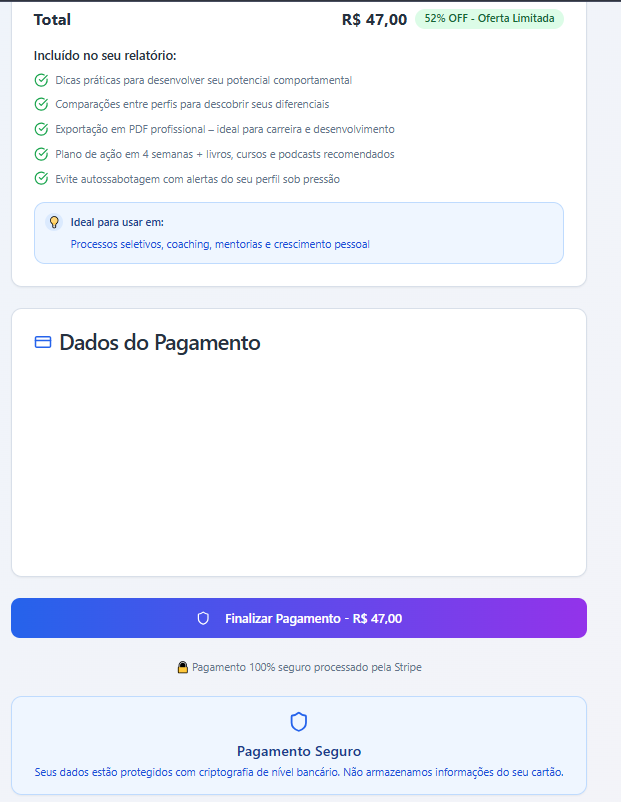 Total
R$ 47,00
52% OFF - Oferta Limitada
Incluído no seu relatório:
Dicas práticas para desenvolver seu potencial comportamental
Comparações entre perfis para descobrir seus diferenciais
Exportação em PDF profissional – ideal para carreira e desenvolvimento
Plano de ação em 4 semanas + livros, cursos e podcasts recomendados
Evite autossabotagem com alertas do seu perfil sob pressão
Ideal para usar em:
Processos seletivos, coaching, mentorias e crescimento pessoal
Dados do Pagamento
Finalizar Pagamento - R$ 47,00
Pagamento 100% seguro processado pela Stripe
Pagamento Seguro
Seus dados estão protegidos com criptografia de nível bancário. Não armazenamos informações do seu cartão.